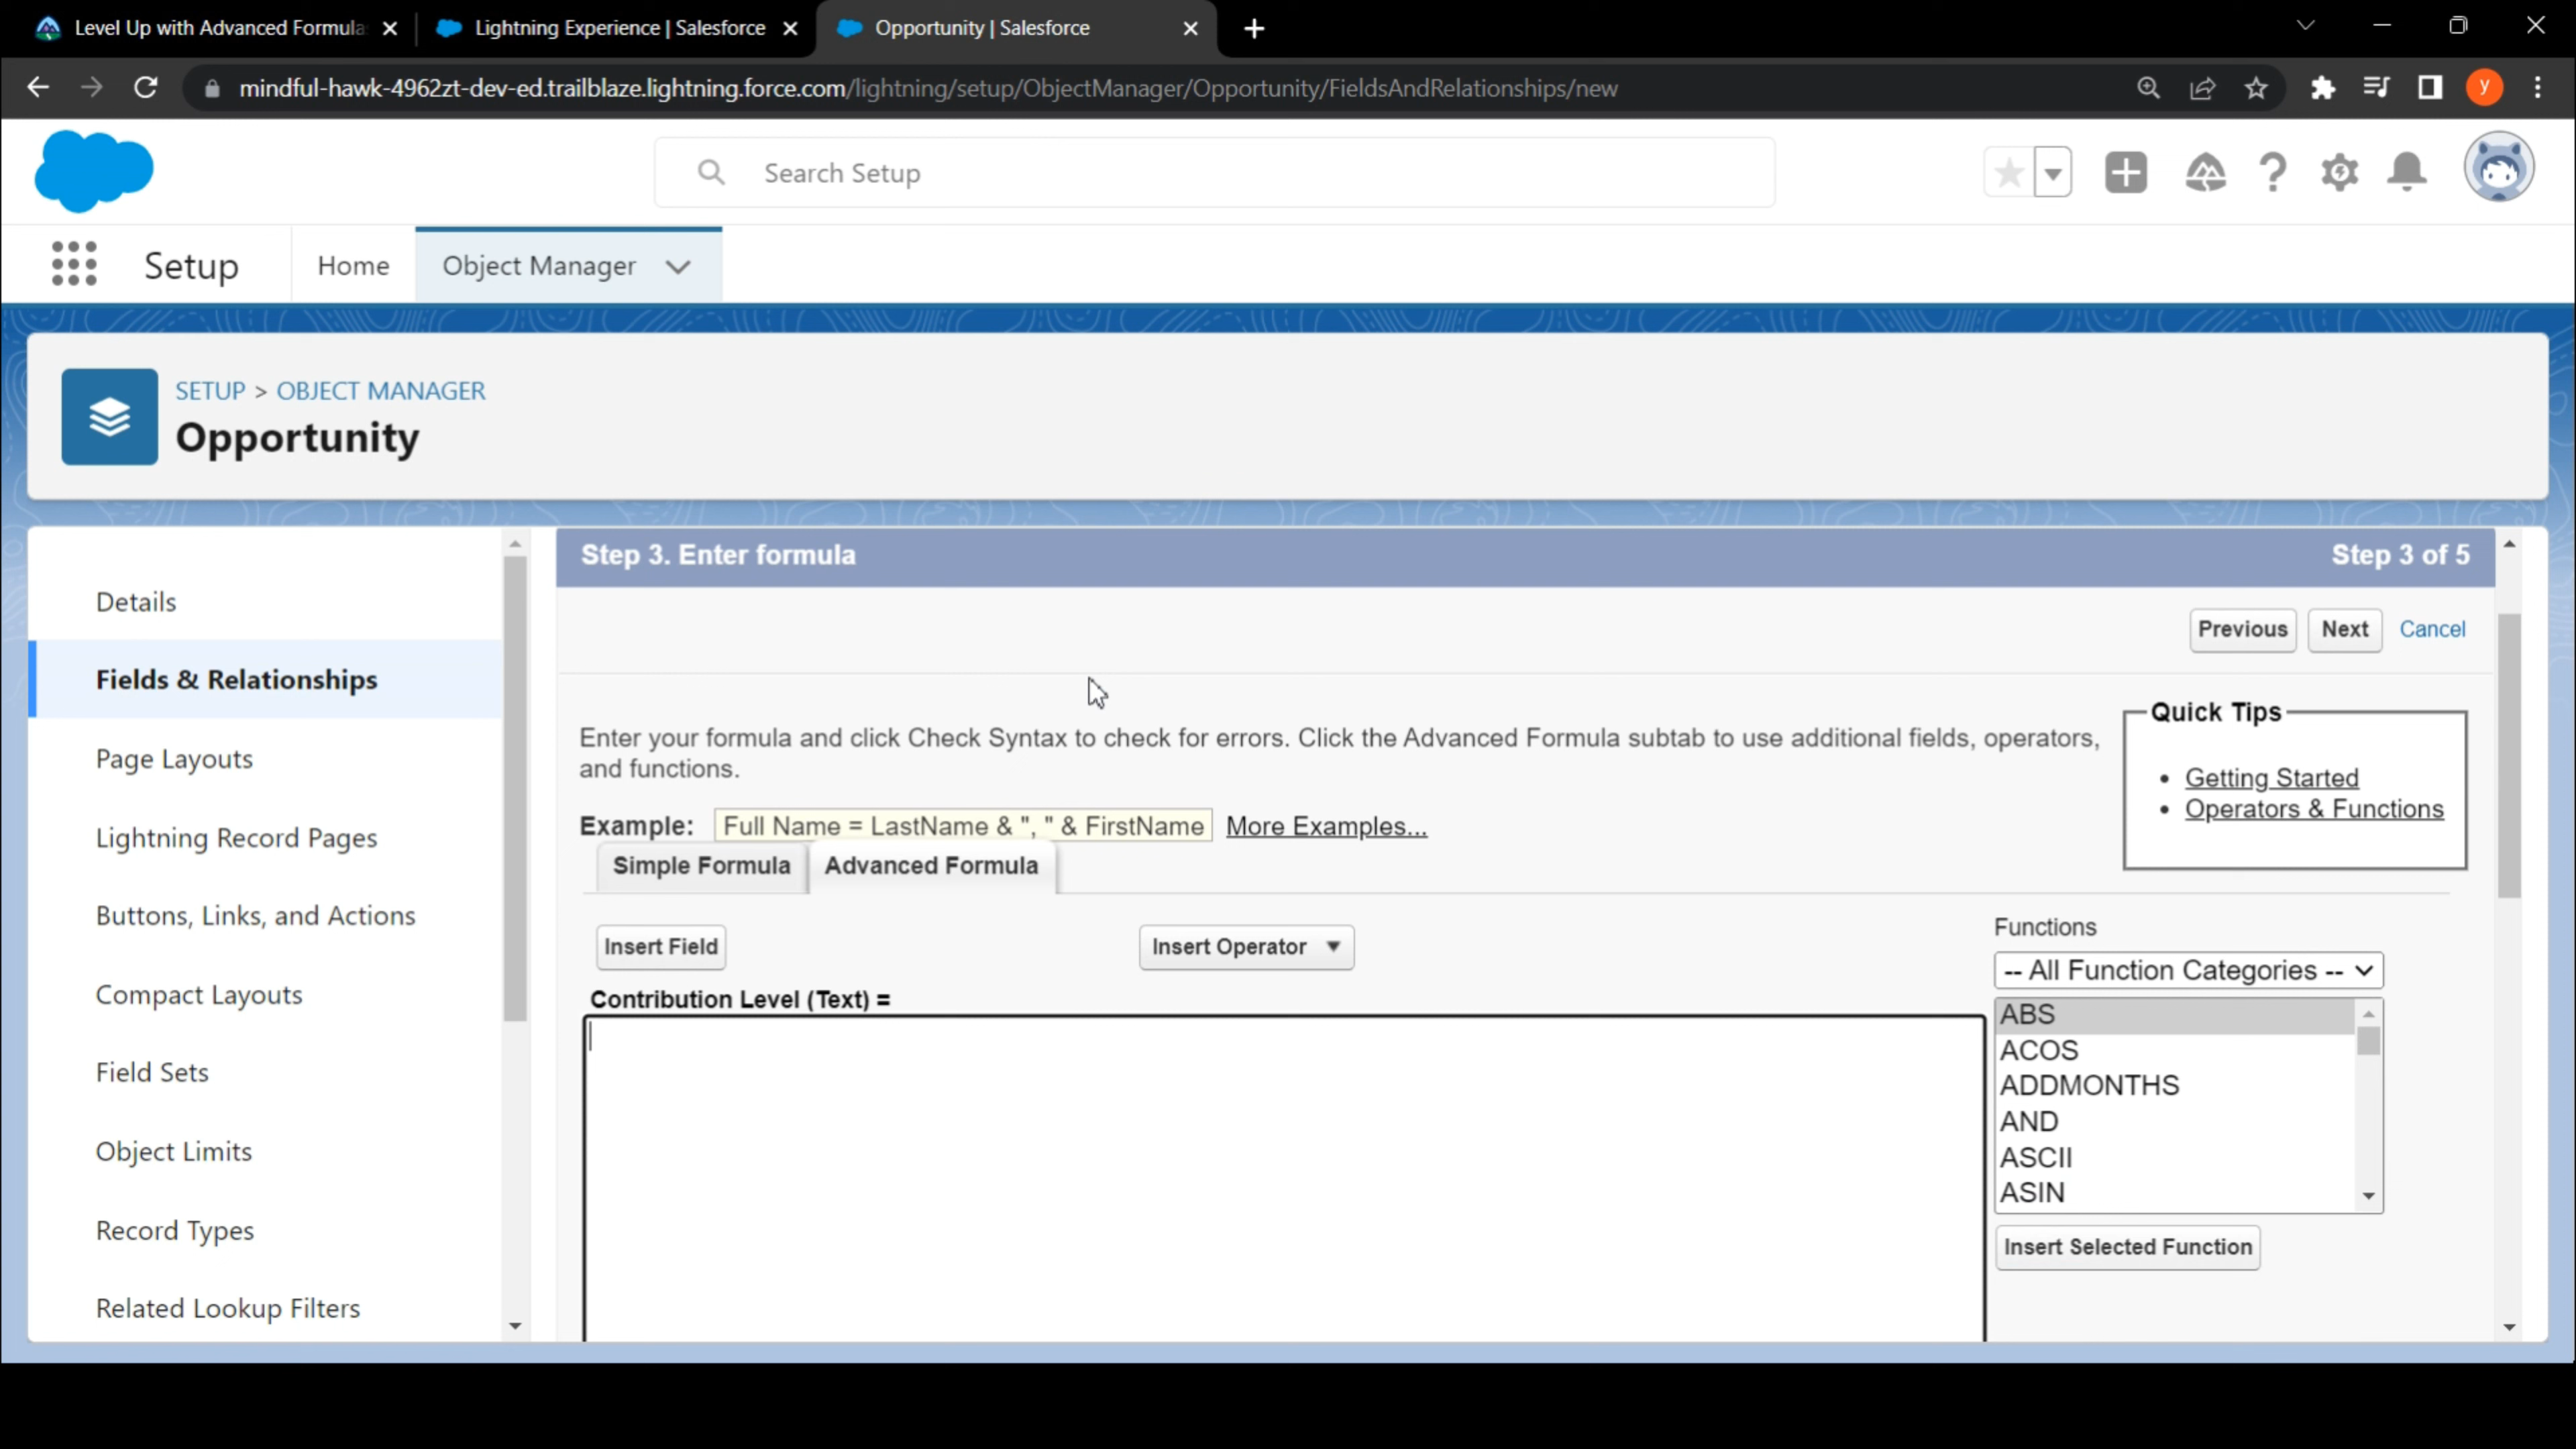 Level Up with Advanced Formula
Lightning Experience | Salesforce
Opportunity | Salesforce
mindful-hawk-4962zt-dev-ed.trailblaze.lightning.force.com/lightning/setup/ObjectManager/Opportunity/FieldsAndRelationships/new
y
Search Setup
Setup
Home
Object Manager
SETUP > OBJECT MANAGER
Opportunity
Details
Fields & Relationships
Page Layouts
Lightning Record Pages
Buttons, Links, and Actions
Compact Layouts
Field Sets
Object Limits
Record Types
Related Lookup Filters
Step 3. Enter formula
Step 3 of 5
Previous
Next
Cancel
Enter your formula and click Check Syntax to check for errors. Click the Advanced Formula subtab to use additional fields, operators,
and functions.
Quick Tips
• Getting Started
• Operators & Functions
Example: Full Name = LastName & ", " & FirstName More Examples...
Simple Formula
Advanced Formula
Insert Field
Insert Operator
Contribution Level (Text) =
Functions
-- All Function Categories --
ABS
ACOS
ADDMONTHS
AND
ASCII
ASIN
Insert Selected Function